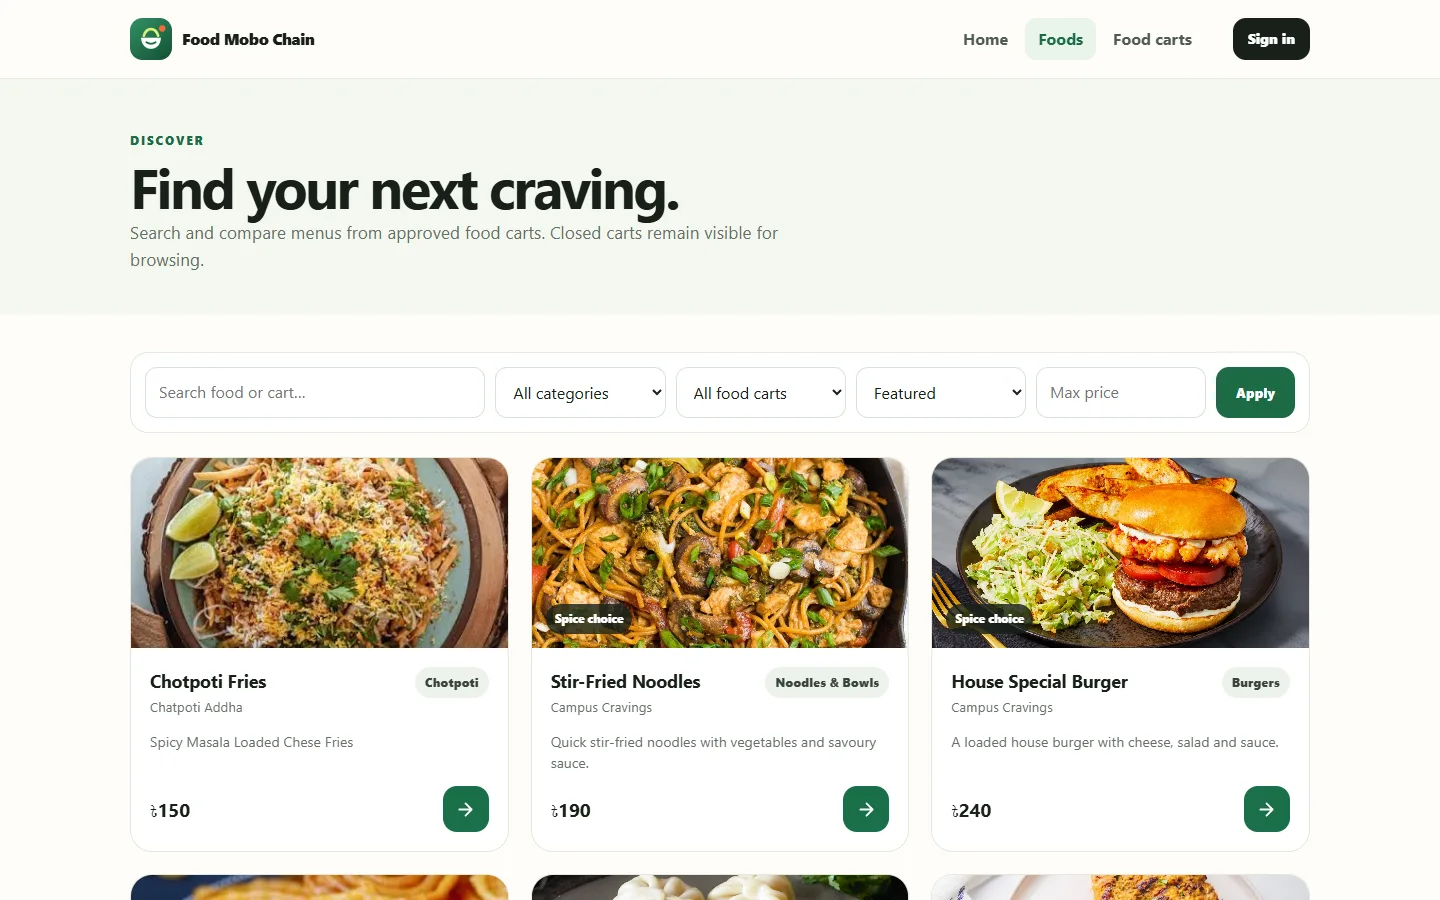 Food Mobo Chain
Home
Foods
Food carts
Sign in
DISCOVER
Find your next craving.
Search and compare menus from approved food carts. Closed carts remain visible for
browsing.
Search food or cart...
All categories
All food carts
Featured
Max price
Apply
Spice choice
Spice choice
Chotpoti Fries
Chotpoti
Chatpoti Addha
Spicy Masala Loaded Chese Fries
৳150
Stir-Fried Noodles
Noodles & Bowls
Campus Cravings
Quick stir-fried noodles with vegetables and savoury
sauce.
৳190
House Special Burger
Burgers
Campus Cravings
A loaded house burger with cheese, salad and sauce.
৳240